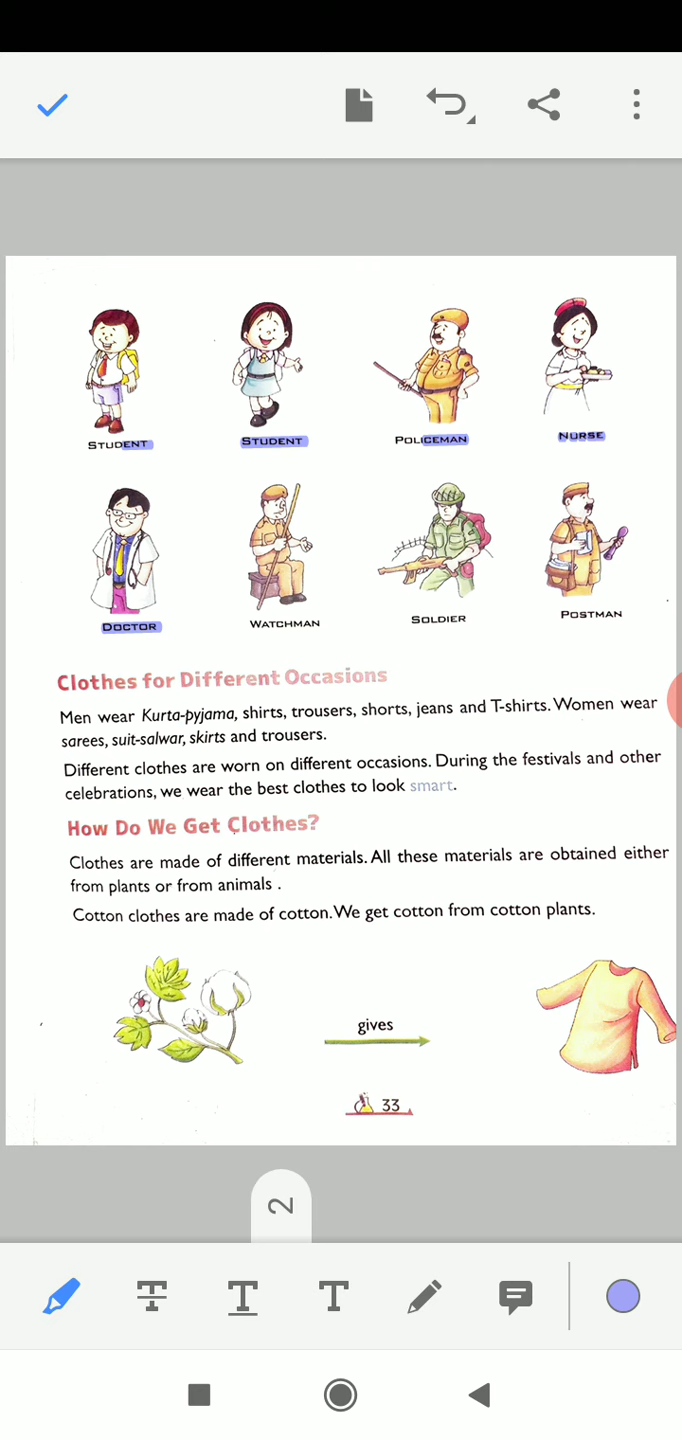 STUDENT STUDENT POLICEMAN NURSE
DOCTOR WATCHMAN SOLDIER POSTMAN
Clothes for Different Occasions
Men wear Kurta-pyjama, shirts, trousers, shorts, jeans and T-shirts. Women wear
sarees, suit-salwar, skirts and trousers.
Different clothes are worn on different occasions. During the festivals and other
celebrations, we wear the best clothes to look smart.
How Do We Get Clothes?
Clothes are made of different materials. All these materials are obtained either
from plants or from animals .
Cotton clothes are made of cotton. We get cotton from cotton plants.
gives
33
2
T T T